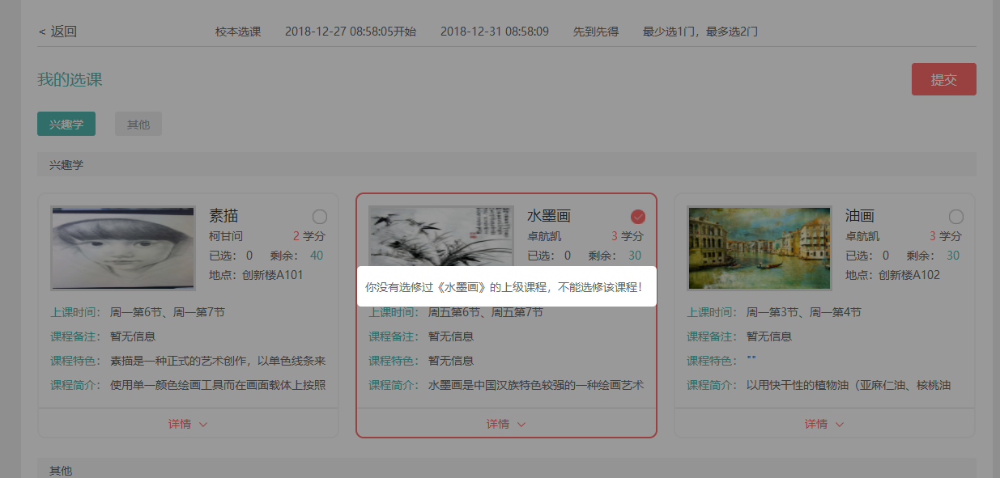 < 返回 校本选课 2018-12-27 08:58:05开始 2018-12-31 08:58:09 先到先得 最少选1门，最多选2门
我的选课 提交
兴趣学 其他
兴趣学
素描
柯甘问 2 学分
已选： 0 剩余： 40
地点：创新楼A101
上课时间： 周一第6节、周一第7节
课程备注： 暂无信息
课程特色： 素描是一种正式的艺术创作，以单色线条来
课程简介： 使用单一颜色绘画工具而在画面载体上按照
详情
水墨画
卓航凯 3 学分
已选： 0 剩余： 30
你没有选修过《水墨画》的上级课程，不能选修该课程！
上课时间： 周五第6节、周五第7节
课程备注： 暂无信息
课程特色： 暂无信息
课程简介： 水墨画是中国汉族特色较强的一种绘画艺术
详情
油画
卓航凯 3 学分
已选： 0 剩余： 30
地点：创新楼A102
上课时间： 周一第3节、周一第4节
课程备注： 暂无信息
课程特色： ""
课程简介： 以用快干性的植物油（亚麻仁油、核桃油
详情
其他